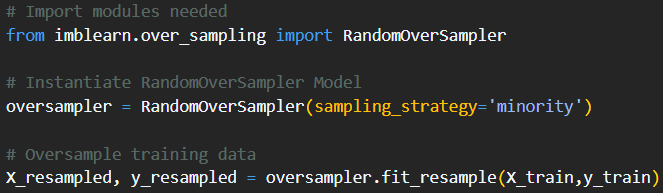 # Import modules needed
from imblearn.over_sampling import RandomOverSampler
# Instantiate RandomOverSampler Model
oversampler = RandomOverSampler(sampling_strategy='minority')
# Oversample training data
X_resampled, y_resampled = oversampler.fit_resample(X_train,y_train)